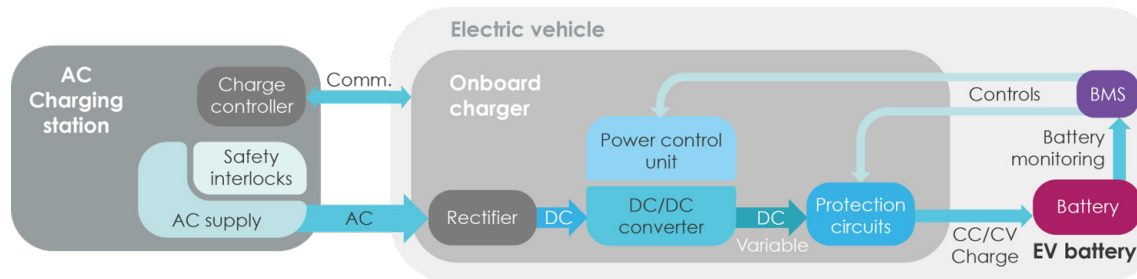 Electric vehicle
AC
Charging
station
Charge
controller
Comm.
Onboard
charger
Controls
BMS
Safety
interlocks
Power control
unit
Battery
monitoring
AC supply
AC
Rectifier
DC
DC/DC
converter
DC
Variable
Protection
circuits
CC/CV
Charge
Battery
EV battery